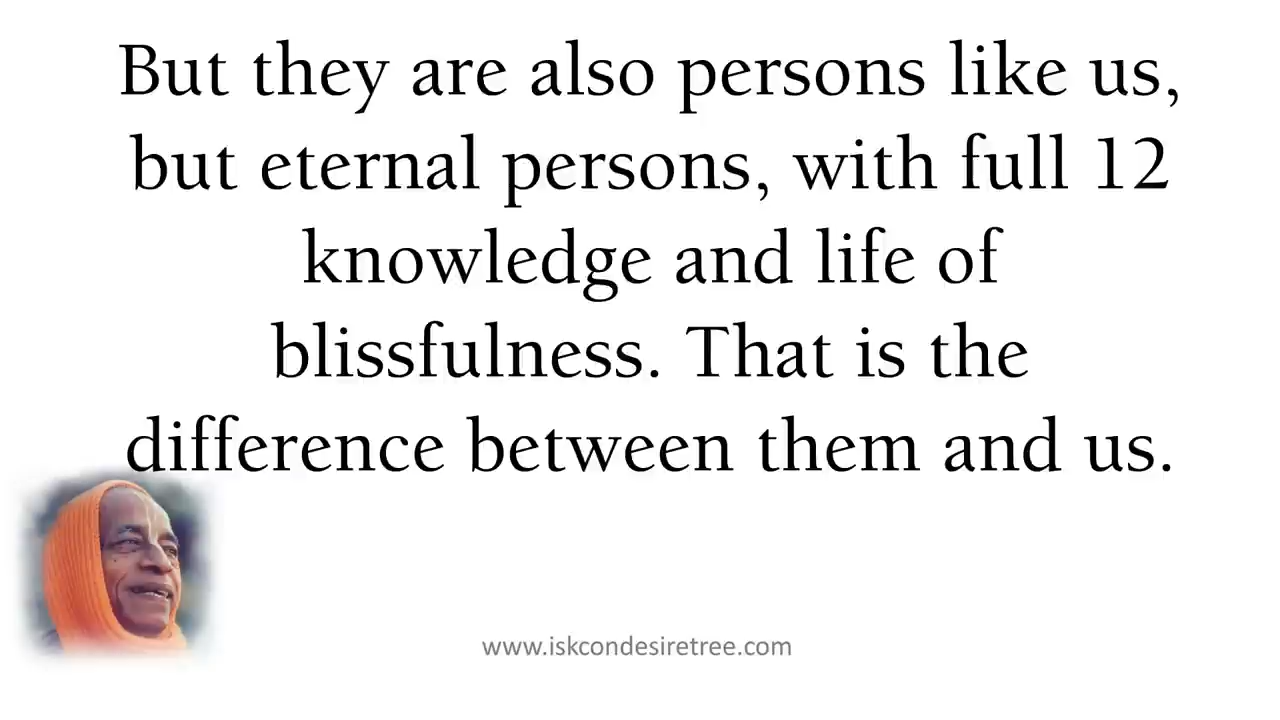 But they are also persons like us,
but eternal persons, with full 12
knowledge and life of
blissfulness. That is the
difference between them and us.
www.iskcondesiretree.com